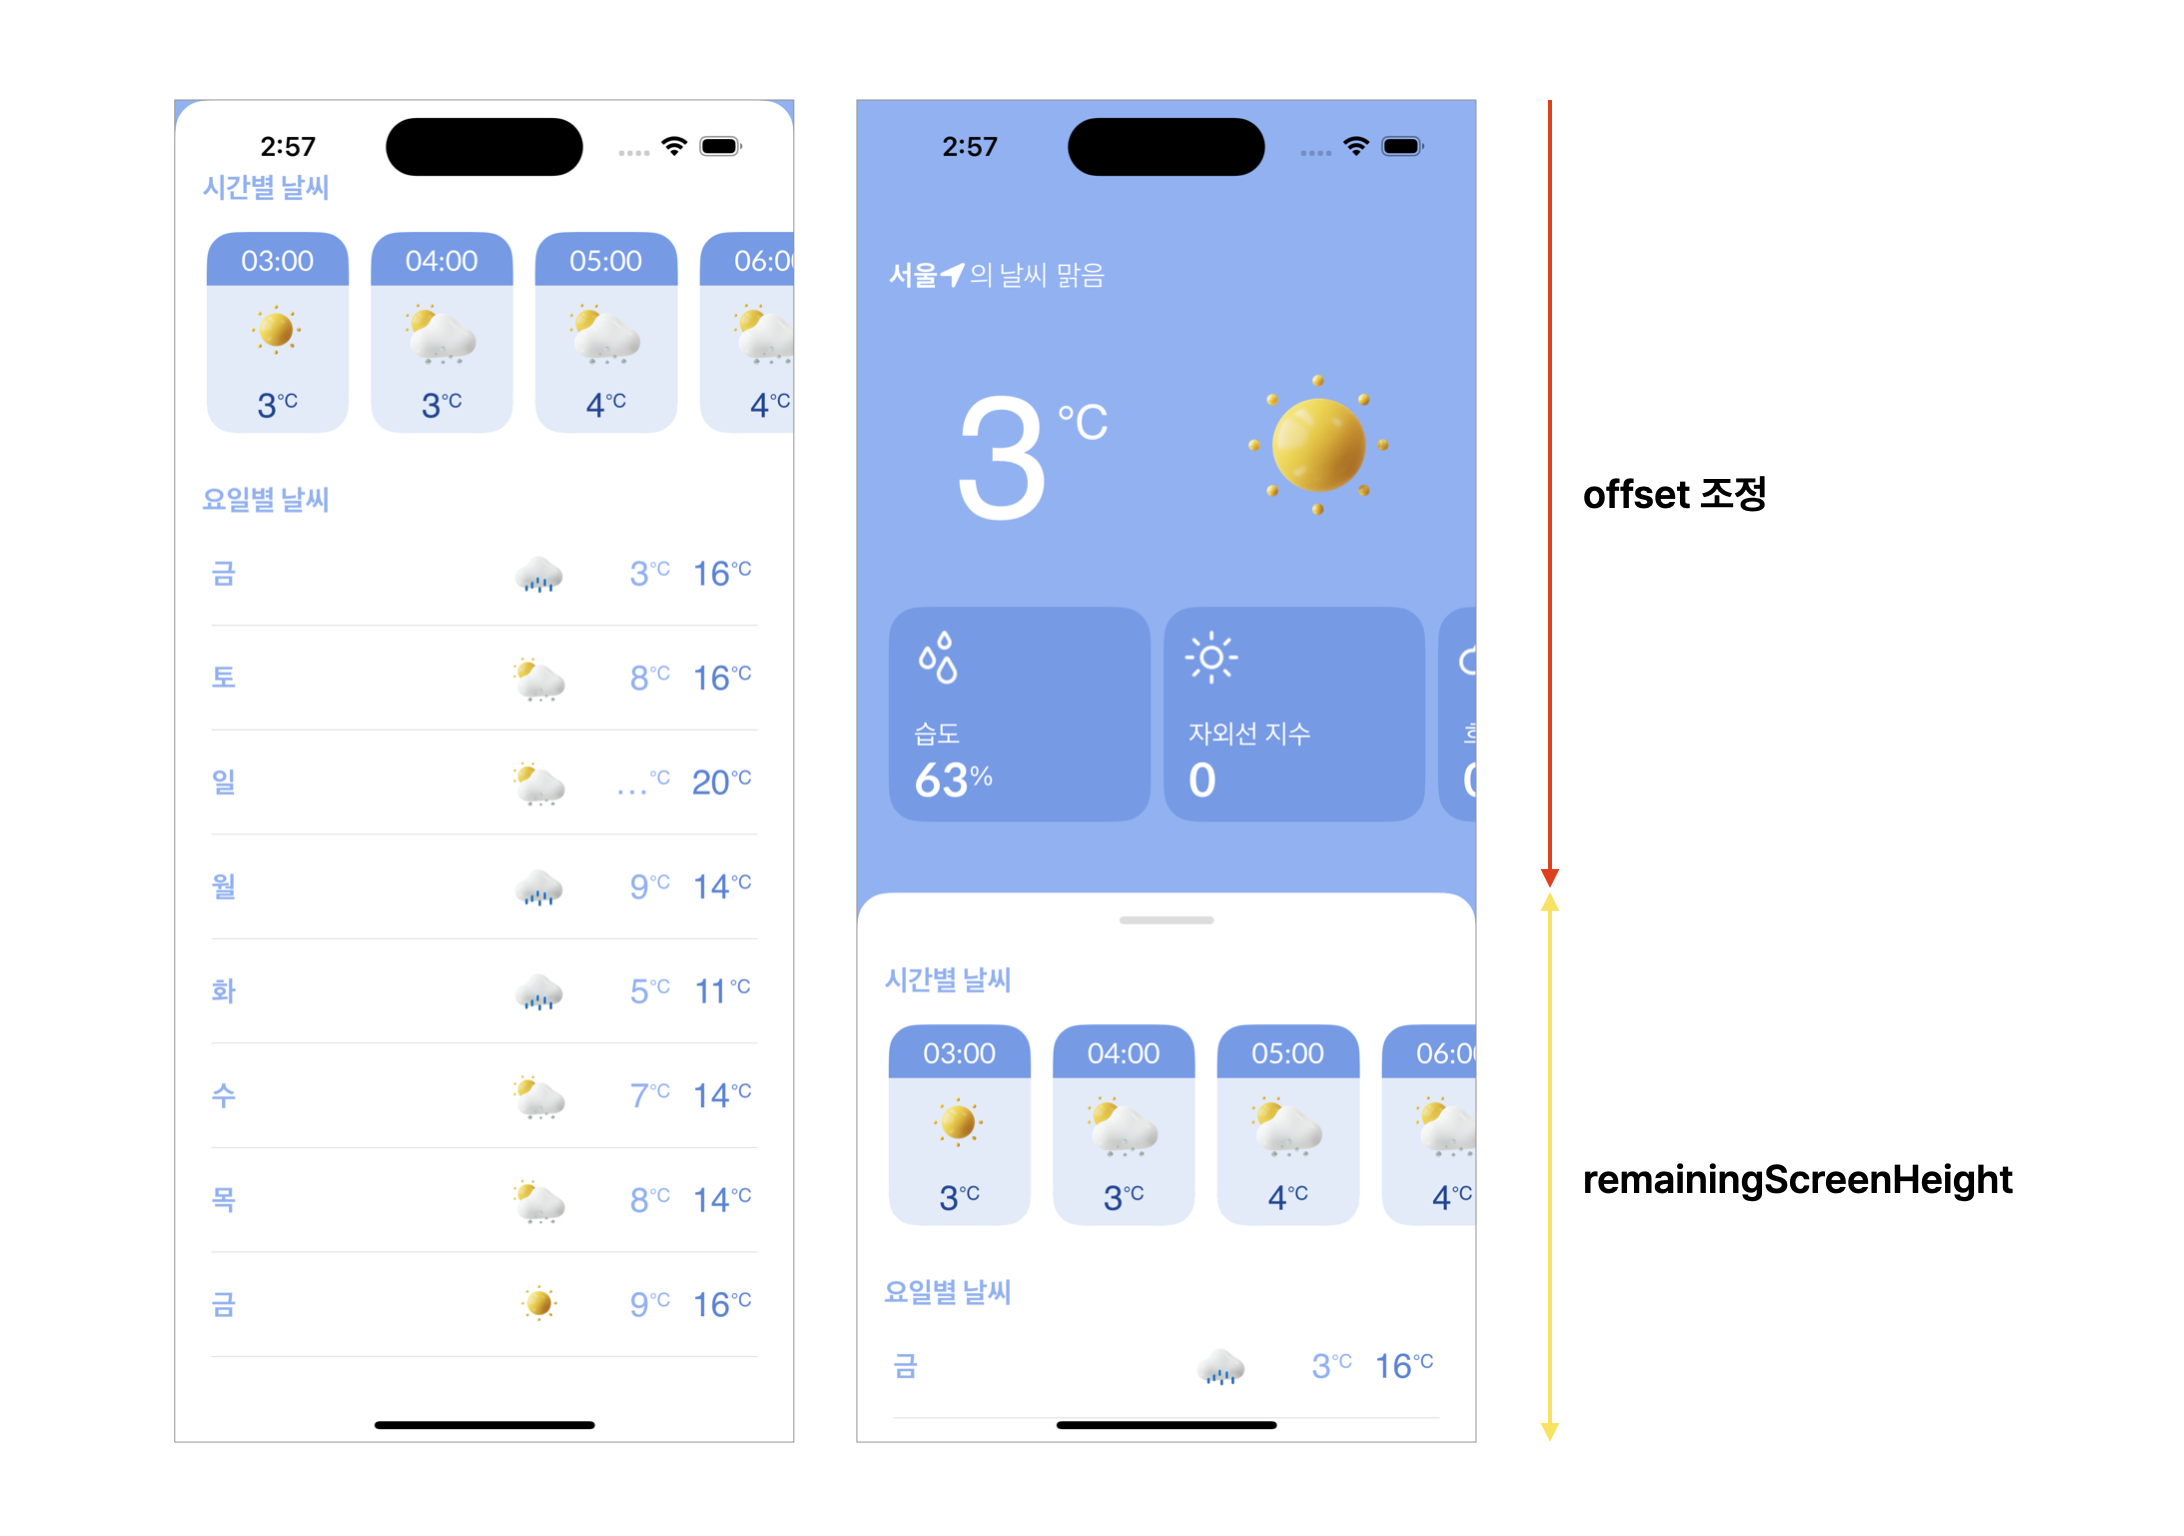 2:57
시간별 날씨
03:00 04:00 05:00 06:00
3°C 3°C 4°C 4°C
요일별 날씨
금 3°C 16°C
토 8°C 16°C
일 ...°C 20°C
월 9°C 14°C
화 5°C 11°C
수 7°C 14°C
목 8°C 14°C
금 9°C 16°C
2:57
서울의 날씨 맑음
3°C
습도
63%
자외선 지수
0
시간별 날씨
03:00 04:00 05:00 06:00
3°C 3°C 4°C 4°C
요일별 날씨
금 3°C 16°C
offset 조정
remainingScreenHeight